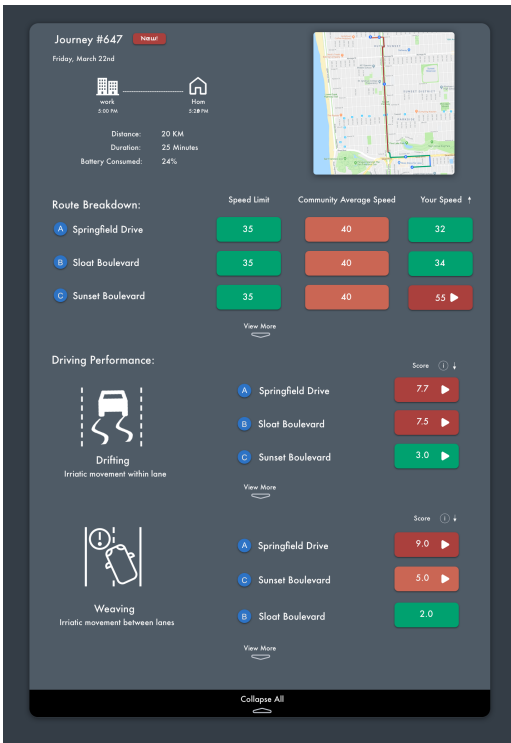 Journey #647 New!
Friday, March 22nd
work Hom
5:00 PM 5:28 PM
Distance: 20 KM
Duration: 25 Minutes
Battery Consumed: 24%
Route Breakdown: Speed Limit Community Average Speed Your Speed
A Springfield Drive 35 40 32
B Sloat Boulevard 35 40 34
C Sunset Boulevard 35 40 55
View More
Driving Performance:
Score i
A Springfield Drive 7.7
B Sloat Boulevard 7.5
C Sunset Boulevard 3.0
Drifting
Irriatic movement within lane
View More
Score i
A Springfield Drive 9.0
C Sunset Boulevard 5.0
B Sloat Boulevard 2.0
Weaving
Irriatic movement between lanes
View More
Collapse All